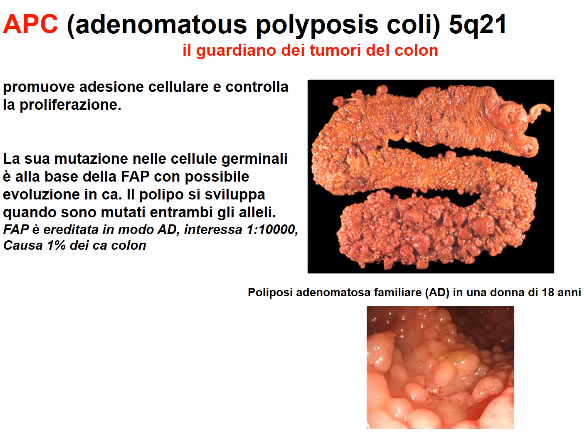 APC (adenomatous polyposis coli) 5q21
il guardiano dei tumori del colon
promuove adesione cellulare e controlla
la proliferazione.
La sua mutazione nelle cellule germinali
è alla base della FAP con possibile
evoluzione in ca. Il polipo si sviluppa
quando sono mutati entrambi gli alleli.
FAP è ereditata in modo AD, interessa 1:10000,
Causa 1% dei ca colon
Poliposi adenomatosa familiare (AD) in una donna di 18 anni